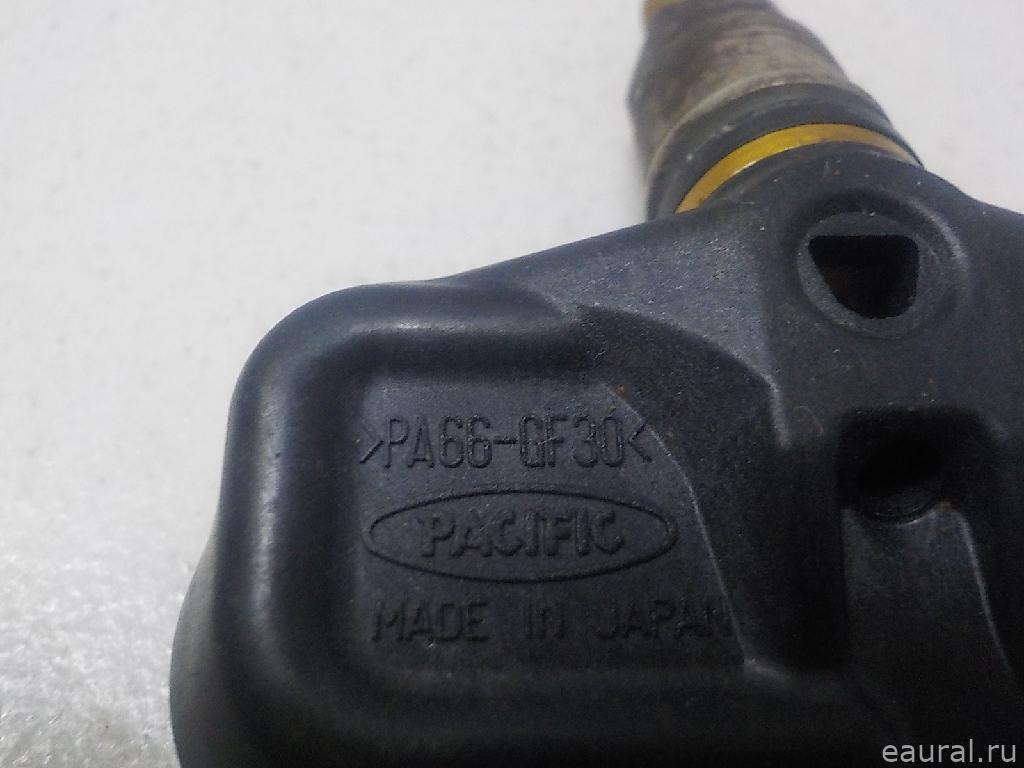 >PA66-GF30<
PACIFIC
MADE IN JAPAN
eaural.ru